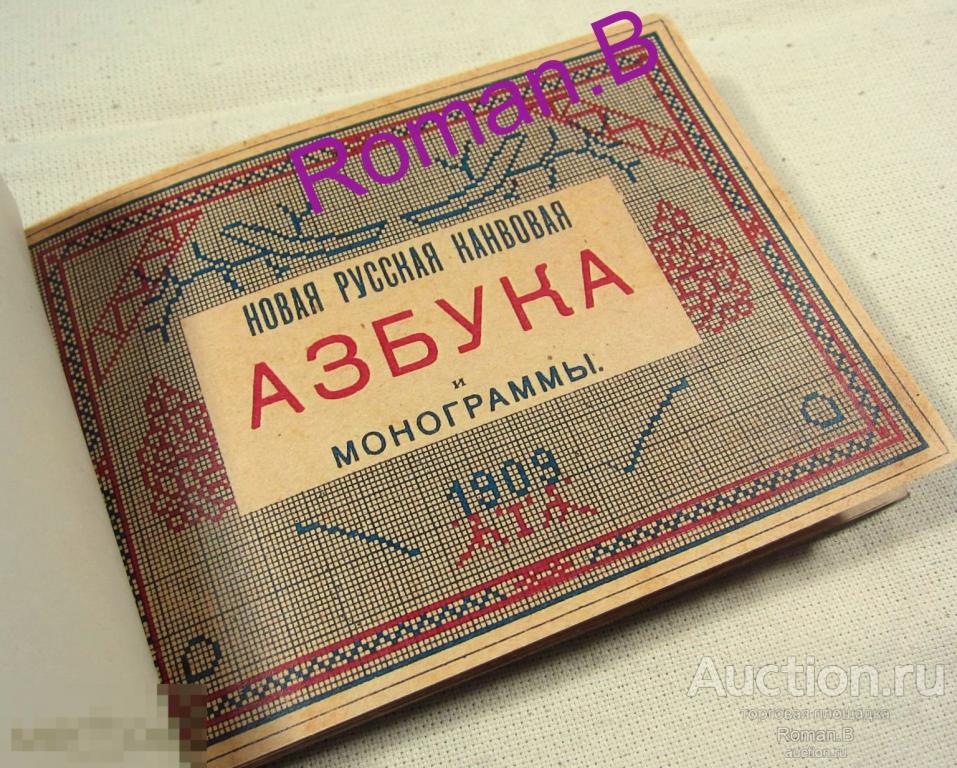 Roman.B
НОВАЯ РУССКАЯ КАНВОВАЯ
АЗБУКА
и
МОНОГРАММЫ.
1909
Auction.ru
торговая площадка
Roman.B
auction.ru